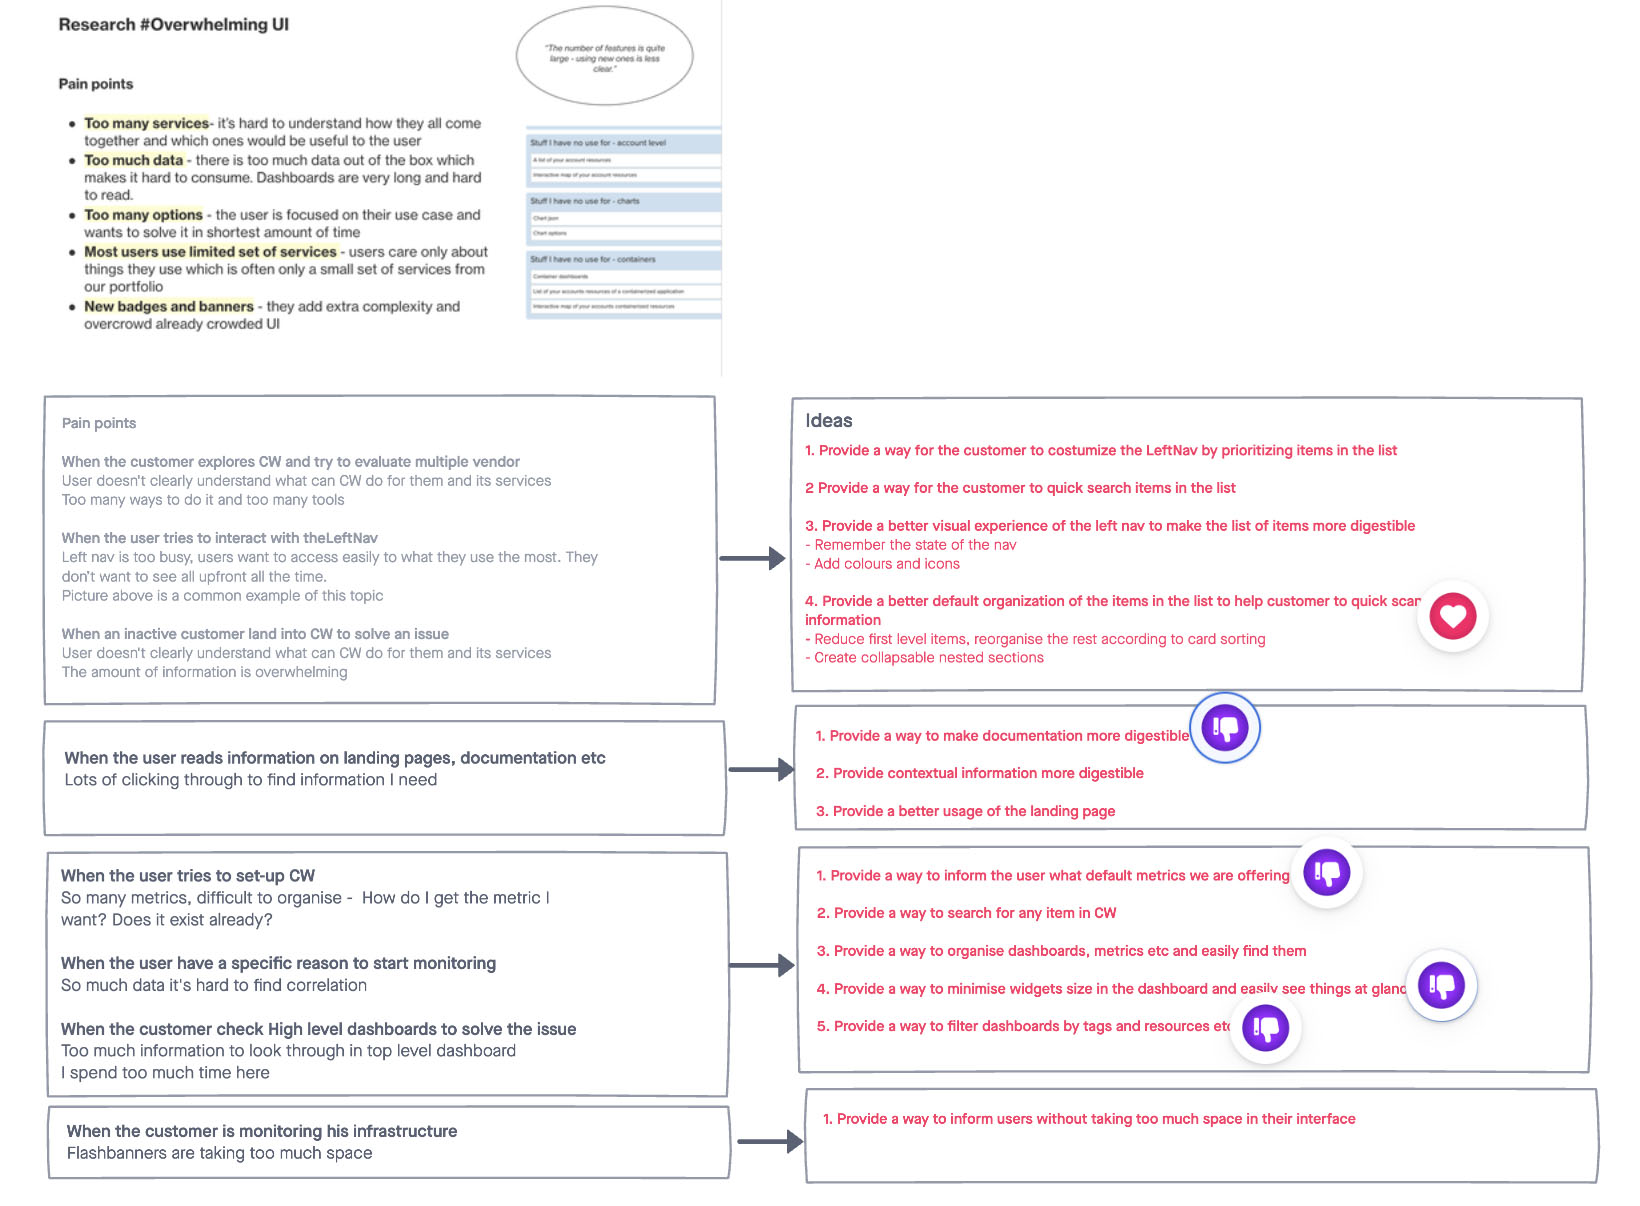 Research #Overwhelming UI
"The number of features is quite
large - using new ones is less
clear."
Pain points
Too many services- it's hard to understand how they all come
together and which ones would be useful to the user
Too much data - there is too much data out of the box which
makes it hard to consume. Dashboards are very long and hard
to read.
Too many options - the user is focused on their use case and
wants to solve it in shortest amount of time
Most users use limited set of services - users care only about
things they use which is often only a small set of services from
our portfolio
New badges and banners - they add extra complexity and
overcrowd already crowded UI
Stuff I have no use for - account level
A list of your account resources
Interactive map of your account resources
Stuff I have no use for - charts
Chart json
Chart options
Stuff I have no use for - containers
Container dashboards
List of your accounts resources of a containerized application
Interactive map of your accounts containerized resources
Pain points
When the customer explores CW and try to evaluate multiple vendor
User doesn't clearly understand what can CW do for them and its services
Too many ways to do it and too many tools
When the user tries to interact with theLeftNav
Left nav is too busy, users want to access easily to what they use the most. They
don't want to see all upfront all the time.
Picture above is a common example of this topic
When an inactive customer land into CW to solve an issue
User doesn't clearly understand what can CW do for them and its services
The amount of information is overwhelming
Ideas
1. Provide a way for the customer to costumize the LeftNav by prioritizing items in the list
2 Provide a way for the customer to quick search items in the list
3. Provide a better visual experience of the left nav to make the list of items more digestible
- Remember the state of the nav
- Add colours and icons
4. Provide a better default organization of the items in the list to help customer to quick scan
information
- Reduce first level items, reorganise the rest according to card sorting
- Create collapsable nested sections
When the user reads information on landing pages, documentation etc
Lots of clicking through to find information I need
1. Provide a way to make documentation more digestible
2. Provide contextual information more digestible
3. Provide a better usage of the landing page
When the user tries to set-up CW
So many metrics, difficult to organise - How do I get the metric I
want? Does it exist already?
When the user have a specific reason to start monitoring
So much data it's hard to find correlation
When the customer check High level dashboards to solve the issue
Too much information to look through in top level dashboard
I spend too much time here
1. Provide a way to inform the user what default metrics we are offering
2. Provide a way to search for any item in CW
3. Provide a way to organise dashboards, metrics etc and easily find them
4. Provide a way to minimise widgets size in the dashboard and easily see things at glanc
5. Provide a way to filter dashboards by tags and resources etc
When the customer is monitoring his infrastructure
Flashbanners are taking too much space
1. Provide a way to inform users without taking too much space in their interface